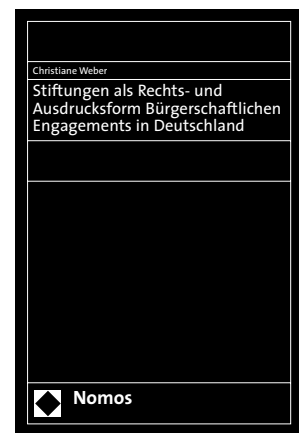 Christiane Weber
Stiftungen als Rechts- und
Ausdrucksform Bürgerschaftlichen
Engagements in Deutschland
Nomos